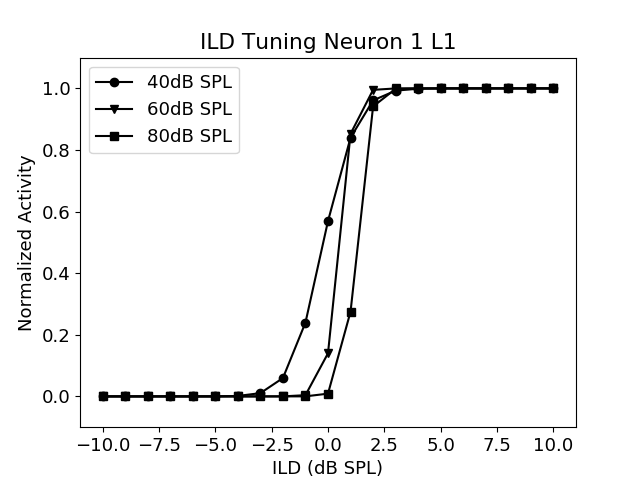 ILD Tuning Neuron 1 L1
40dB SPL
60dB SPL
80dB SPL
Normalized Activity
1.0
0.8
0.6
0.4
0.2
0.0
−10.0 −7.5 −5.0 −2.5 0.0 2.5 5.0 7.5 10.0
ILD (dB SPL)